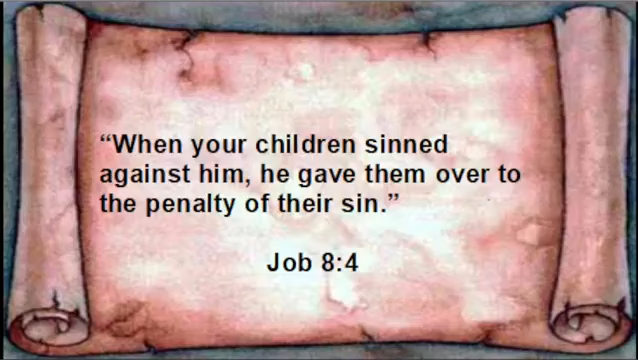 “When your children sinned
against him, he gave them over to
the penalty of their sin.”
Job 8:4